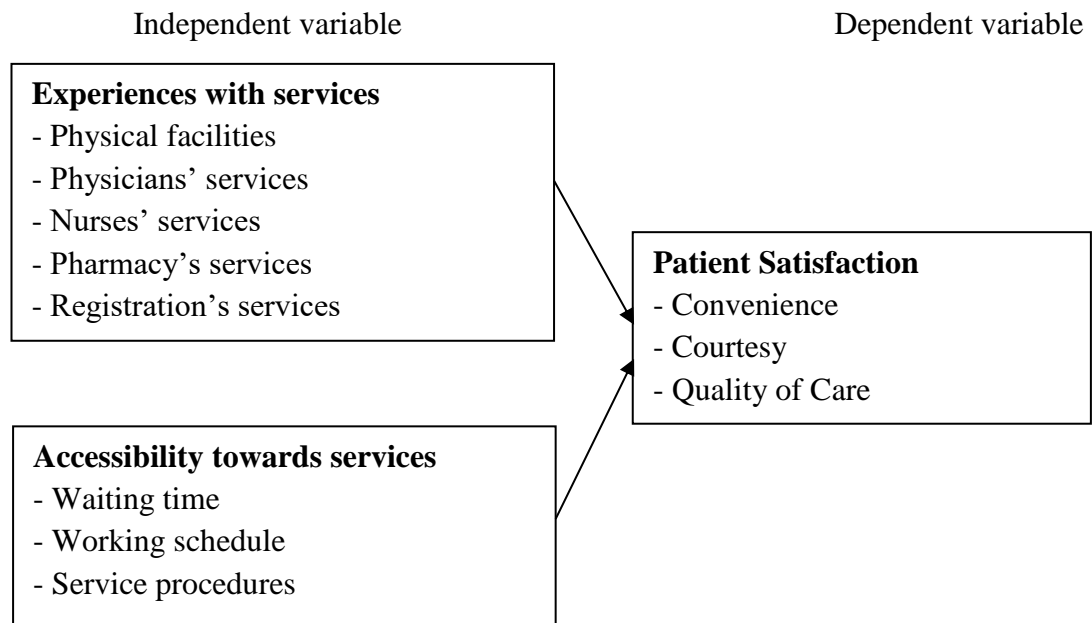 Independent variable
Dependent variable
Experiences with services
- Physical facilities
- Physicians’ services
- Nurses’ services
- Pharmacy’s services
- Registration’s services
Patient Satisfaction
- Convenience
- Courtesy
- Quality of Care
Accessibility towards services
- Waiting time
- Working schedule
- Service procedures